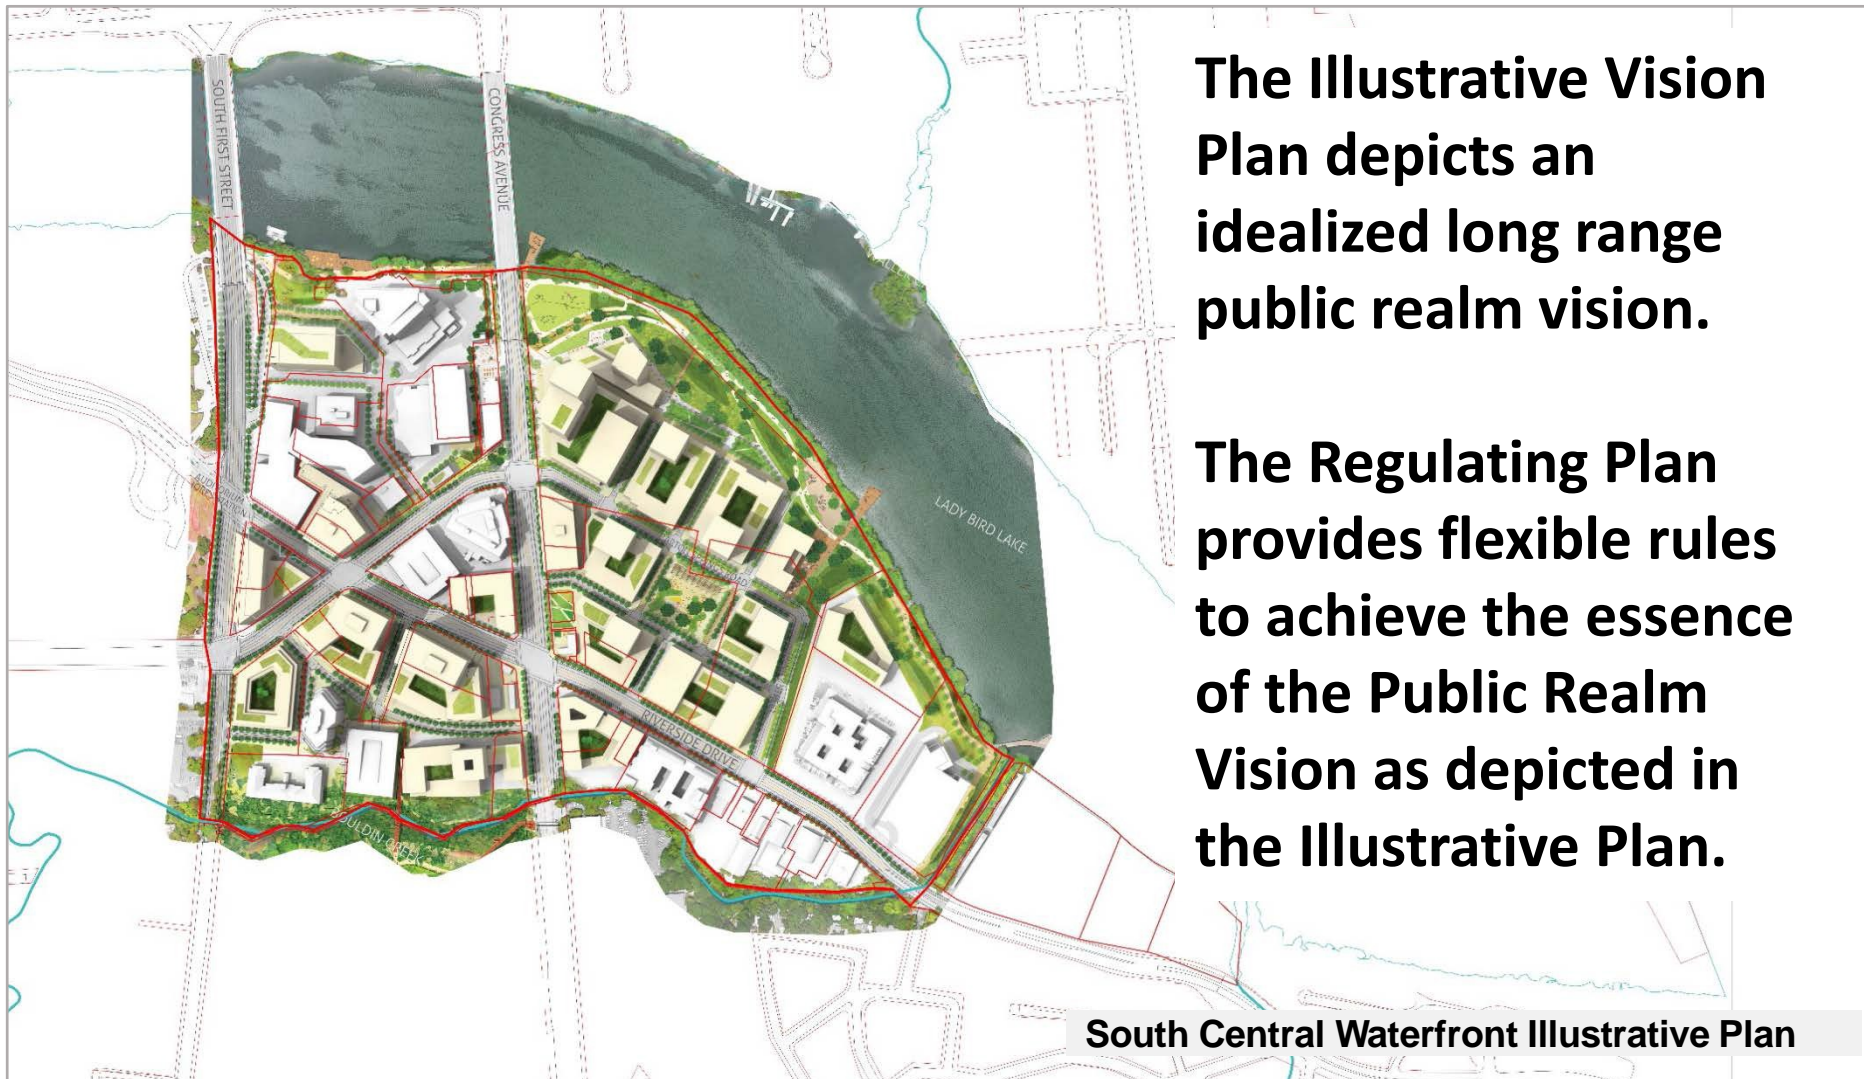 The Illustrative Vision
Plan depicts an
idealized long range
public realm vision.
The Regulating Plan
provides flexible rules
to achieve the essence
of the Public Realm
Vision as depicted in
the Illustrative Plan.
SOUTH FIRST STREET
CONGRESS AVENUE
LADY BIRD LAKE
RIVERSIDE DRIVE
BOULDIN CREEK
South Central Waterfront Illustrative Plan